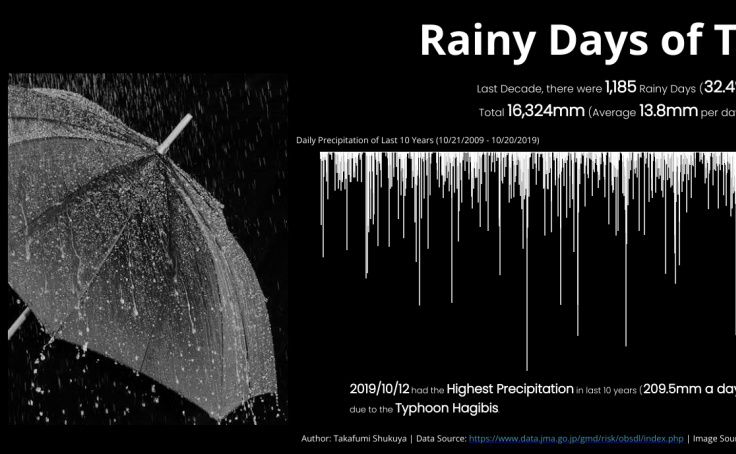 Rainy Days of T
Last Decade, there were 1,185 Rainy Days (32.4
Total 16,324mm (Average 13.8mm per da
Daily Precipitation of Last 10 Years (10/21/2009 - 10/20/2019)
2019/10/12 had the Highest Precipitation in last 10 years (209.5mm a day
due to the Typhoon Hagibis.
Author: Takafumi Shukuya | Data Source: https://www.data.jma.go.jp/gmd/risk/obsdl/index.php | Image Sour